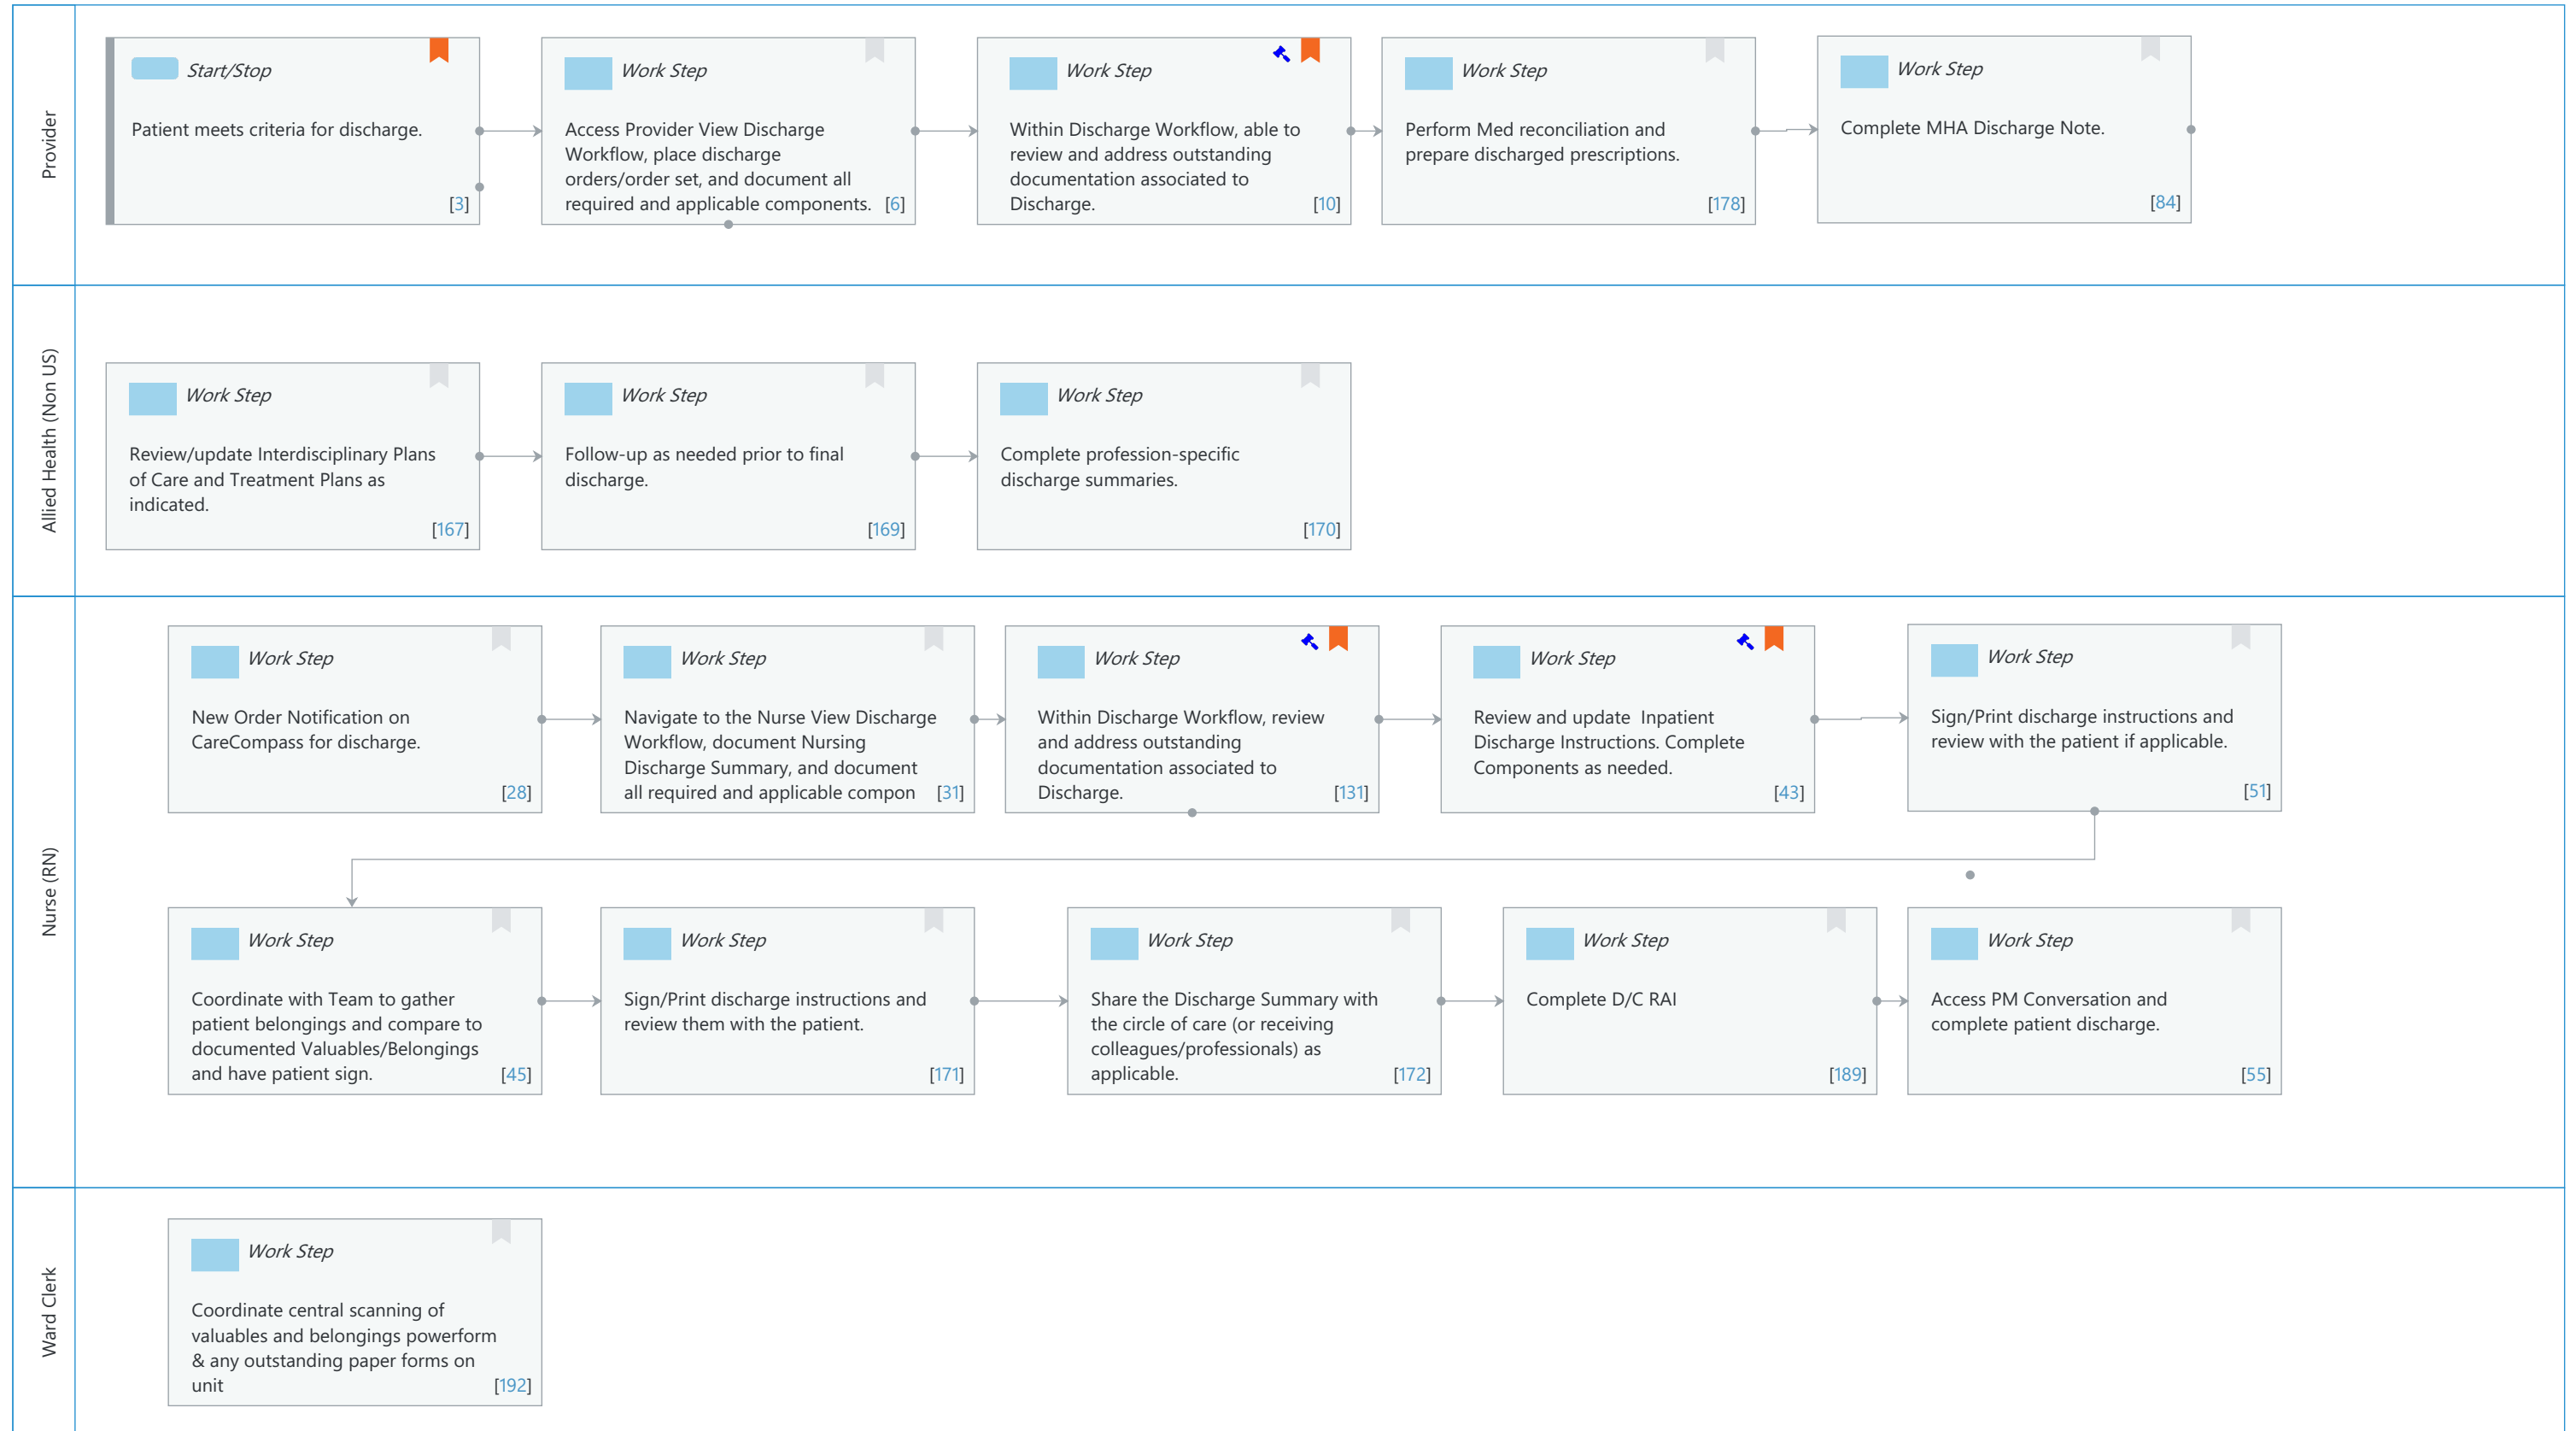 Provider
Start/Stop
Patient meets criteria for discharge.
[3]
Work Step
Access Provider View Discharge
Workflow, place discharge
orders/order set, and document all
required and applicable components. [6]
Work Step
Within Discharge Workflow, able to
review and address outstanding
documentation associated to
Discharge. [10]
Work Step
Perform Med reconciliation and
prepare discharged prescriptions.
[178]
Work Step
Complete MHA Discharge Note.
[84]
Allied Health (Non US)
Work Step
Review/update Interdisciplinary Plans
of Care and Treatment Plans as
indicated.
[167]
Work Step
Follow-up as needed prior to final
discharge.
[169]
Work Step
Complete profession-specific
discharge summaries.
[170]
Nurse (RN)
Work Step
New Order Notification on
CareCompass for discharge.
[28]
Work Step
Navigate to the Nurse View Discharge
Workflow, document Nursing
Discharge Summary, and document
all required and applicable compon [31]
Work Step
Within Discharge Workflow, review
and address outstanding
documentation associated to
Discharge. [131]
Work Step
Review and update  Inpatient
Discharge Instructions. Complete
Components as needed.
[43]
Work Step
Sign/Print discharge instructions and
review with the patient if applicable.
[51]
Work Step
Coordinate with Team to gather
patient belongings and compare to
documented Valuables/Belongings
and have patient sign. [45]
Work Step
Sign/Print discharge instructions and
review them with the patient.
[171]
Work Step
Share the Discharge Summary with
the circle of care (or receiving
colleagues/professionals) as
applicable. [172]
Work Step
Complete D/C RAI
[189]
Work Step
Access PM Conversation and
complete patient discharge.
[55]
Ward Clerk
Work Step
Coordinate central scanning of
valuables and belongings powerform
& any outstanding paper forms on
unit [192]